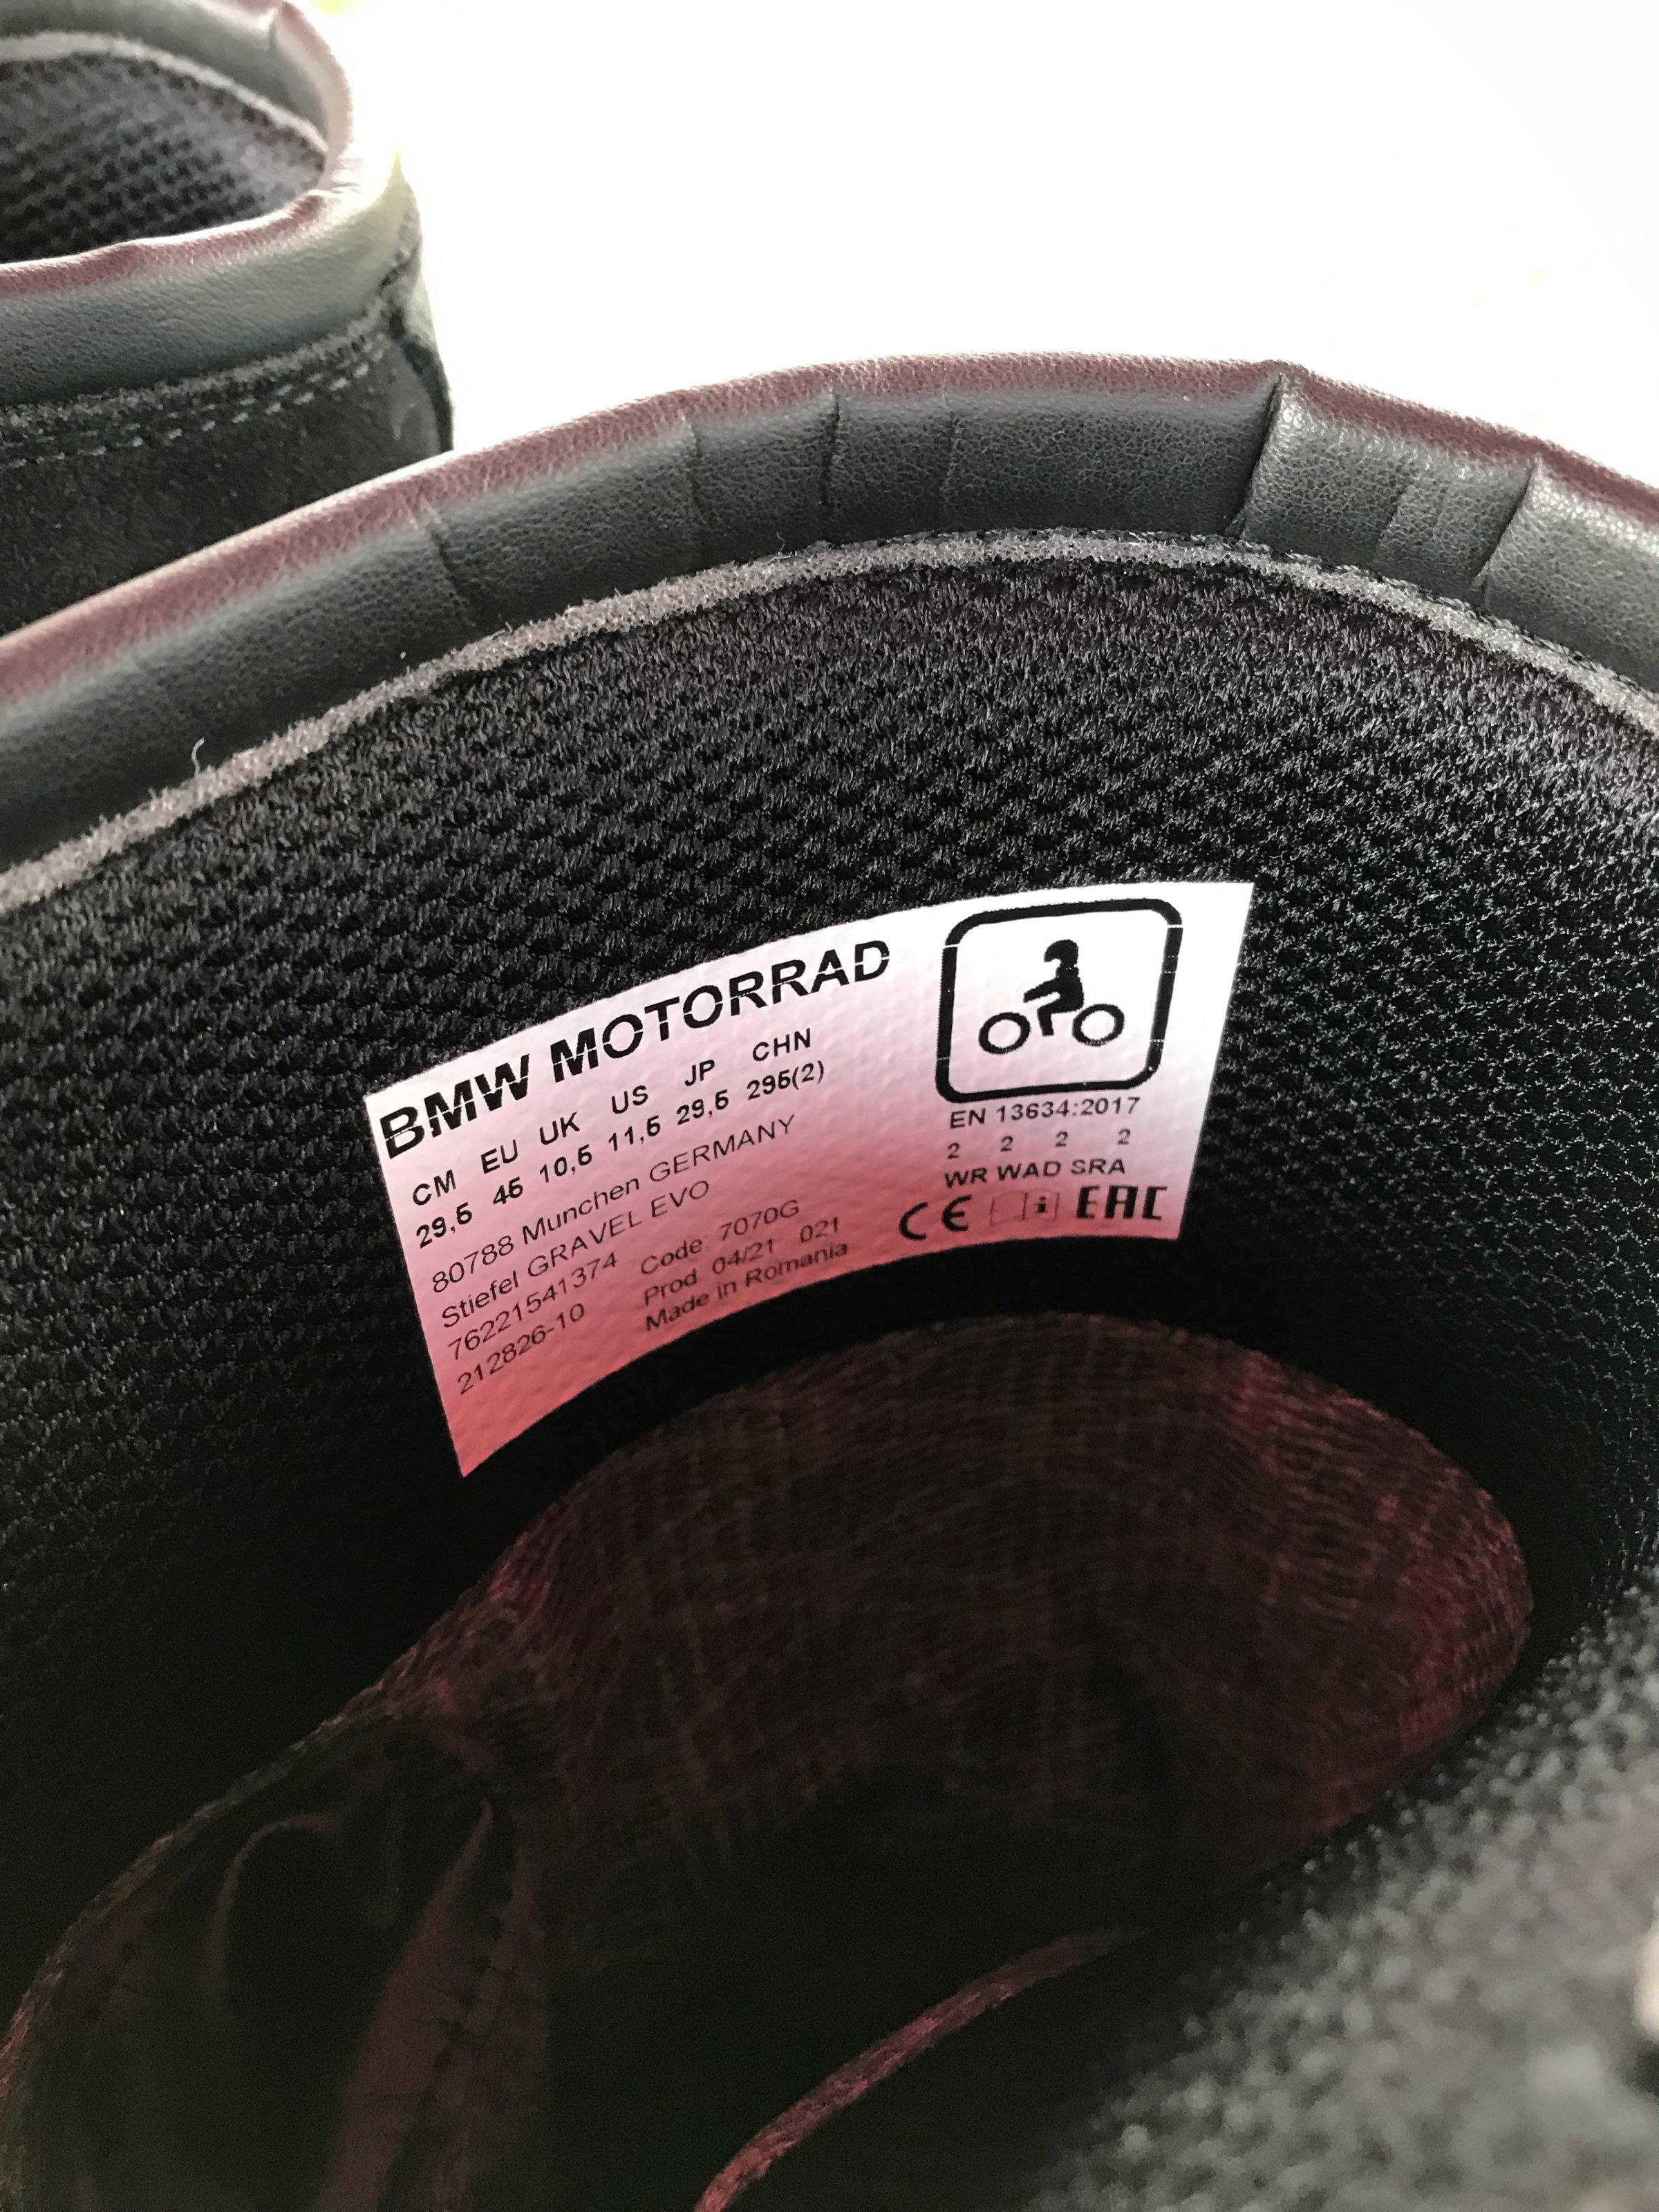 BMW MOTORRAD
CM EU UK US JP CHN
29,5 45 10,5 11,5 29,5 295(2)
80788 Munchen GERMANY
Stiefel GRAVEL EVO
76221541374 Code: 7070G
212826-10 Prod. 04/21 021
Made in Romania
EN 13634:2017
2 2 2 2
WR WAD SRA
CE i EAC